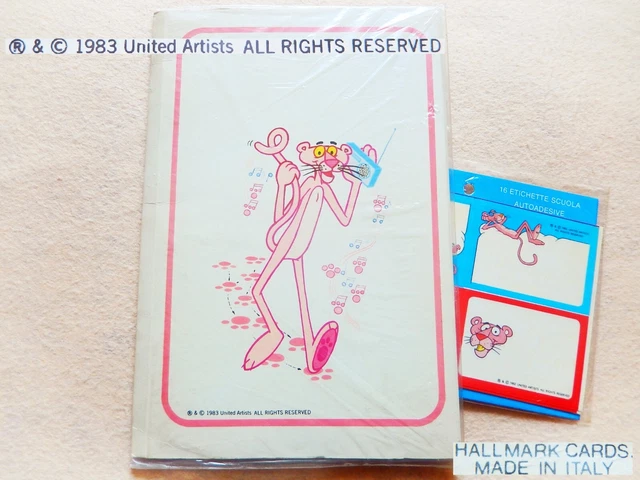 ® & © 1983 United Artists ALL RIGHTS RESERVED
16 ETICHETTE SCUOLA
AUTOADESIVE
® & © 1983 United Artists ALL RIGHTS RESERVED
HALLMARK CARDS.
MADE IN ITALY